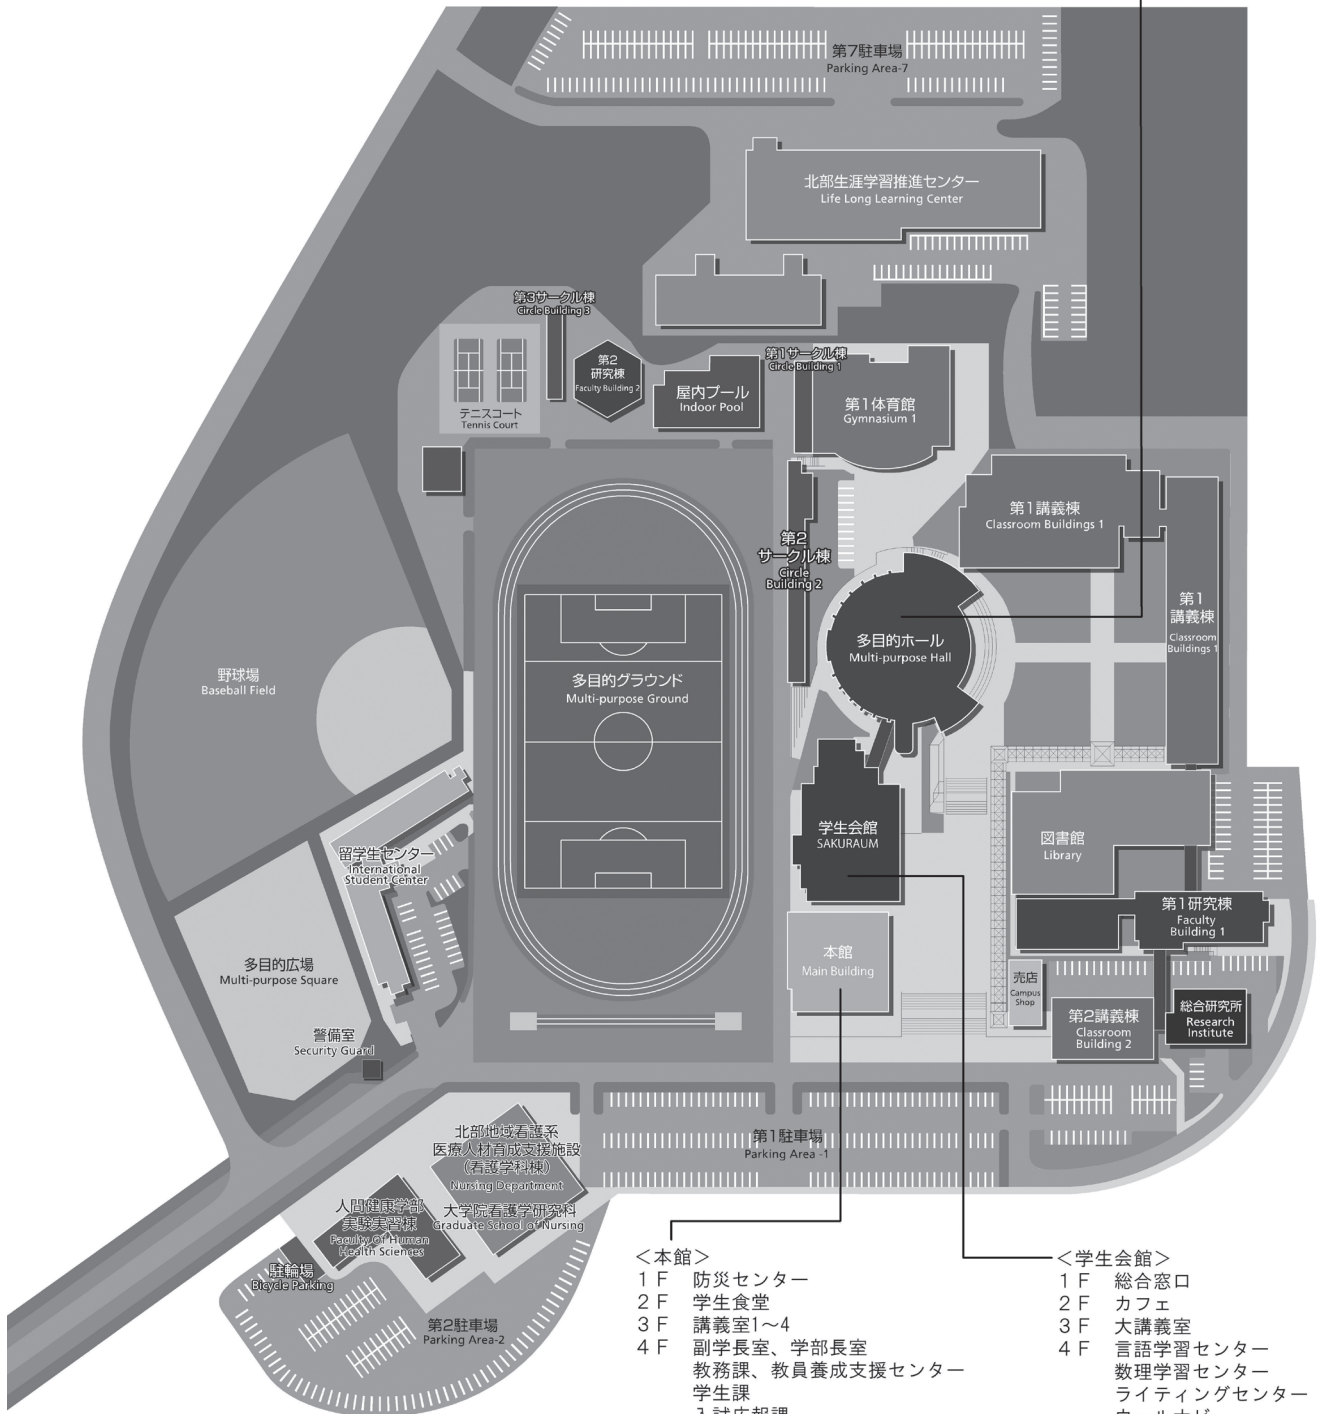 第7駐車場
Parking Area-7
北部生涯学習推進センター
Life Long Learning Center
第3サークル棟
Circle Building 3
第2
研究棟
Faculty Building 2
屋内プール
Indoor Pool
第1サークル棟
Circle Building 1
第1体育館
Gymnasium 1
テニスコート
Tennis Court
第1講義棟
Classroom Buildings 1
第2
サークル棟
Circle
Building 2
第1
講義棟
Classroom
Buildings 1
多目的ホール
Multi-purpose Hall
野球場
Baseball Field
多目的グラウンド
Multi-purpose Ground
学生会館
SAKURAUM
図書館
Library
留学生センター
International
Student Center
第1研究棟
Faculty
Building 1
本館
Main Building
多目的広場
Multi-purpose Square
売店
Campus
Shop
第2講義棟
Classroom
Building 2
総合研究所
Research
Institute
警備室
Security Guard
第1駐車場
Parking Area -1
北部地域看護系
医療人材育成支援施設
(看護学科棟)
Nursing Department
大学院看護学研究科
Graduate School of Nursing
人間健康学部
実験実習棟
Faculty Of Human
Health Sciences
駐輪場
Bicycle Parking
第2駐車場
Parking Area-2
<本館>
1F 防災センター
2F 学生食堂
3F 講義室1~4
4F 副学長室、学部長室
教務課、教員養成支援センター
学生課
入試広報課
<学生会館>
1F 総合窓口
2F カフェ
3F 大講義室
4F 言語学習センター
数理学習センター
ライティングセンター